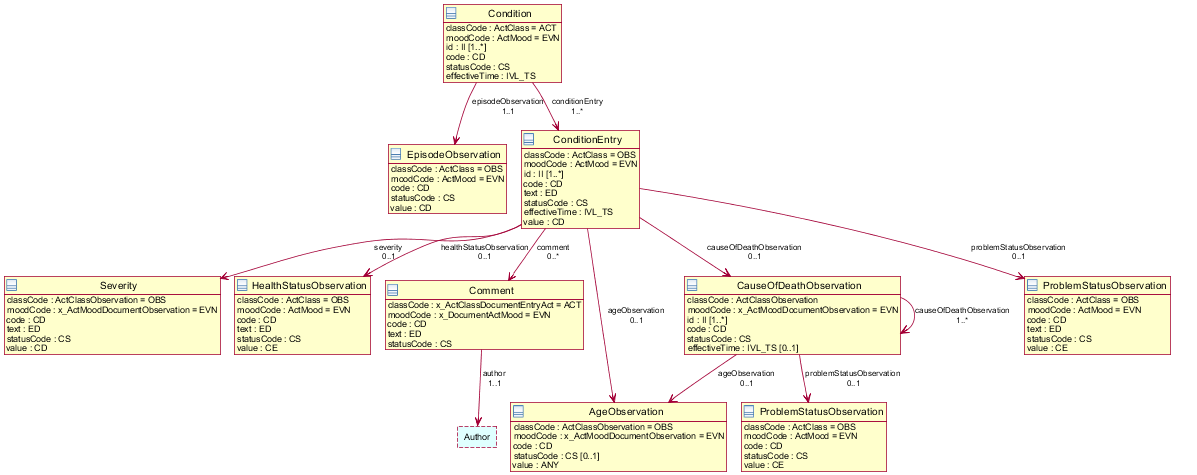 Condition
classCode : ActClass = ACT
moodCode : ActMood = EVN
id : II [1..*]
code : CD
statusCode : CS
effectiveTime : IVL_TS
episodeObservation
1..1
conditionEntry
1..*
EpisodeObservation
classCode : ActClass = OBS
moodCode : ActMood = EVN
code : CD
statusCode : CS
value : CD
ConditionEntry
classCode : ActClass = OBS
moodCode : ActMood = EVN
id : II [1..*]
code : CD
text : ED
statusCode : CS
effectiveTime : IVL_TS
value : CD
severity
0..1
healthStatusObservation
0..1
comment
0..*
causeOfDeathObservation
0..1
problemStatusObservation
0..1
Severity
classCode : ActClassObservation = OBS
moodCode : x_ActMoodDocumentObservation = EVN
code : CD
text : ED
statusCode : CS
value : CD
HealthStatusObservation
classCode : ActClass = OBS
moodCode : ActMood = EVN
code : CD
text : ED
statusCode : CS
value : CE
Comment
classCode : x_ActClassDocumentEntryAct = ACT
moodCode : x_DocumentActMood = EVN
code : CD
text : ED
statusCode : CS
ageObservation
0..1
CauseOfDeathObservation
classCode : ActClassObservation
moodCode : x_ActMoodDocumentObservation = EVN
id : II [1..*]
code : CD
statusCode : CS
effectiveTime : IVL_TS [0..1]
causeOfDeathObservation
1..*
ProblemStatusObservation
classCode : ActClass = OBS
moodCode : ActMood = EVN
code : CD
text : ED
statusCode : CS
value : CE
author
1..1
ageObservation
0..1
problemStatusObservation
0..1
Author
AgeObservation
classCode : ActClassObservation = OBS
moodCode : x_ActMoodDocumentObservation = EVN
code : CD
statusCode : CS [0..1]
value : ANY
ProblemStatusObservation
classCode : ActClass = OBS
moodCode : ActMood = EVN
code : CD
statusCode : CS
value : CE